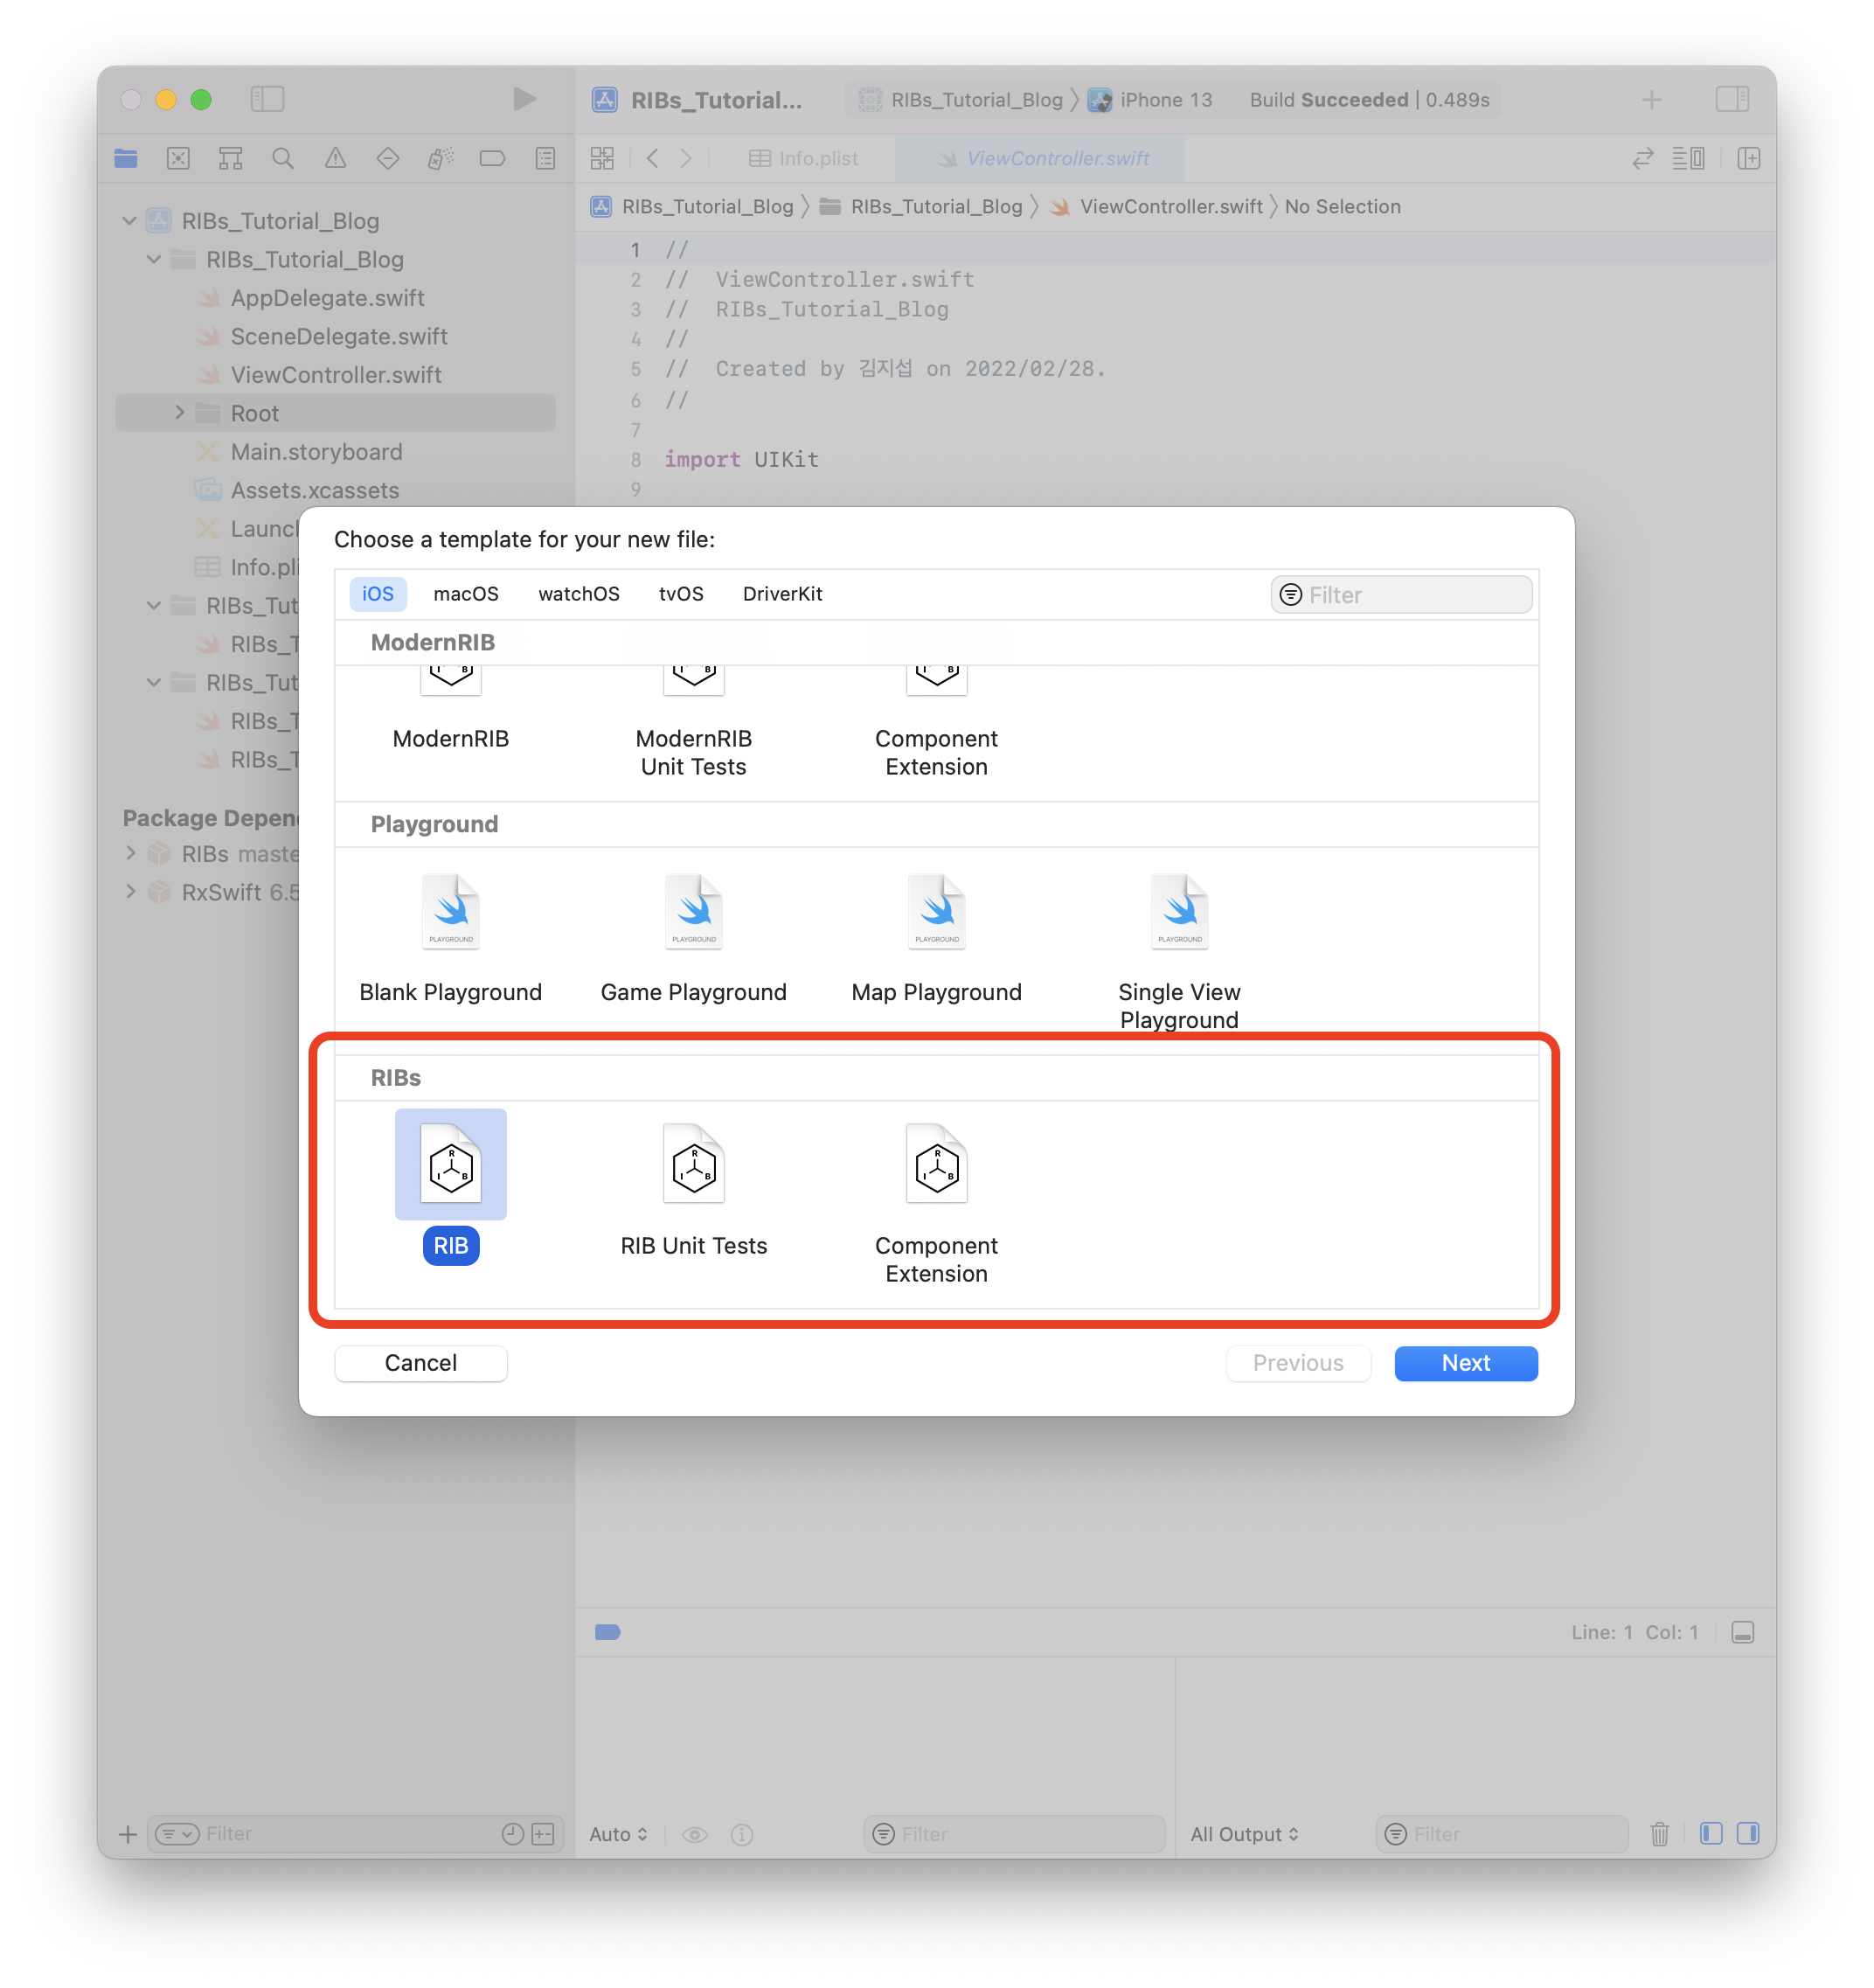 RIBs_Tutorial...
RIBs_Tutorial_Blog
iPhone 13
Build Succeeded | 0.489s
Info.plist
ViewController.swift
RIBs_Tutorial_Blog
RIBs_Tutorial_Blog
ViewController.swift
No Selection
RIBs_Tutorial_Blog
RIBs_Tutorial_Blog
AppDelegate.swift
SceneDelegate.swift
ViewController.swift
Root
Main.storyboard
Assets.xcassets
Launch
Info.pli
RIBs_Tut
RIBs_T
RIBs_Tut
RIBs_T
RIBs_T
Package Depen
RIBs maste
RxSwift 6.5
1 //
2 // ViewController.swift
3 // RIBs_Tutorial_Blog
4 //
5 // Created by 김지섭 on 2022/02/28.
6 //
7
8 import UIKit
9
Choose a template for your new file:
iOS macOS watchOS tvOS DriverKit
Filter
ModernRIB
I B
I B
I B
ModernRIB
ModernRIB
Unit Tests
Component
Extension
Playground
PLAYGROUND
PLAYGROUND
PLAYGROUND
PLAYGROUND
Blank Playground
Game Playground
Map Playground
Single View
Playground
RIBs
R I B
R I B
R I B
RIB
RIB Unit Tests
Component
Extension
Cancel
Previous
Next
Line: 1 Col: 1
Filter
Auto
Filter
All Output
Filter